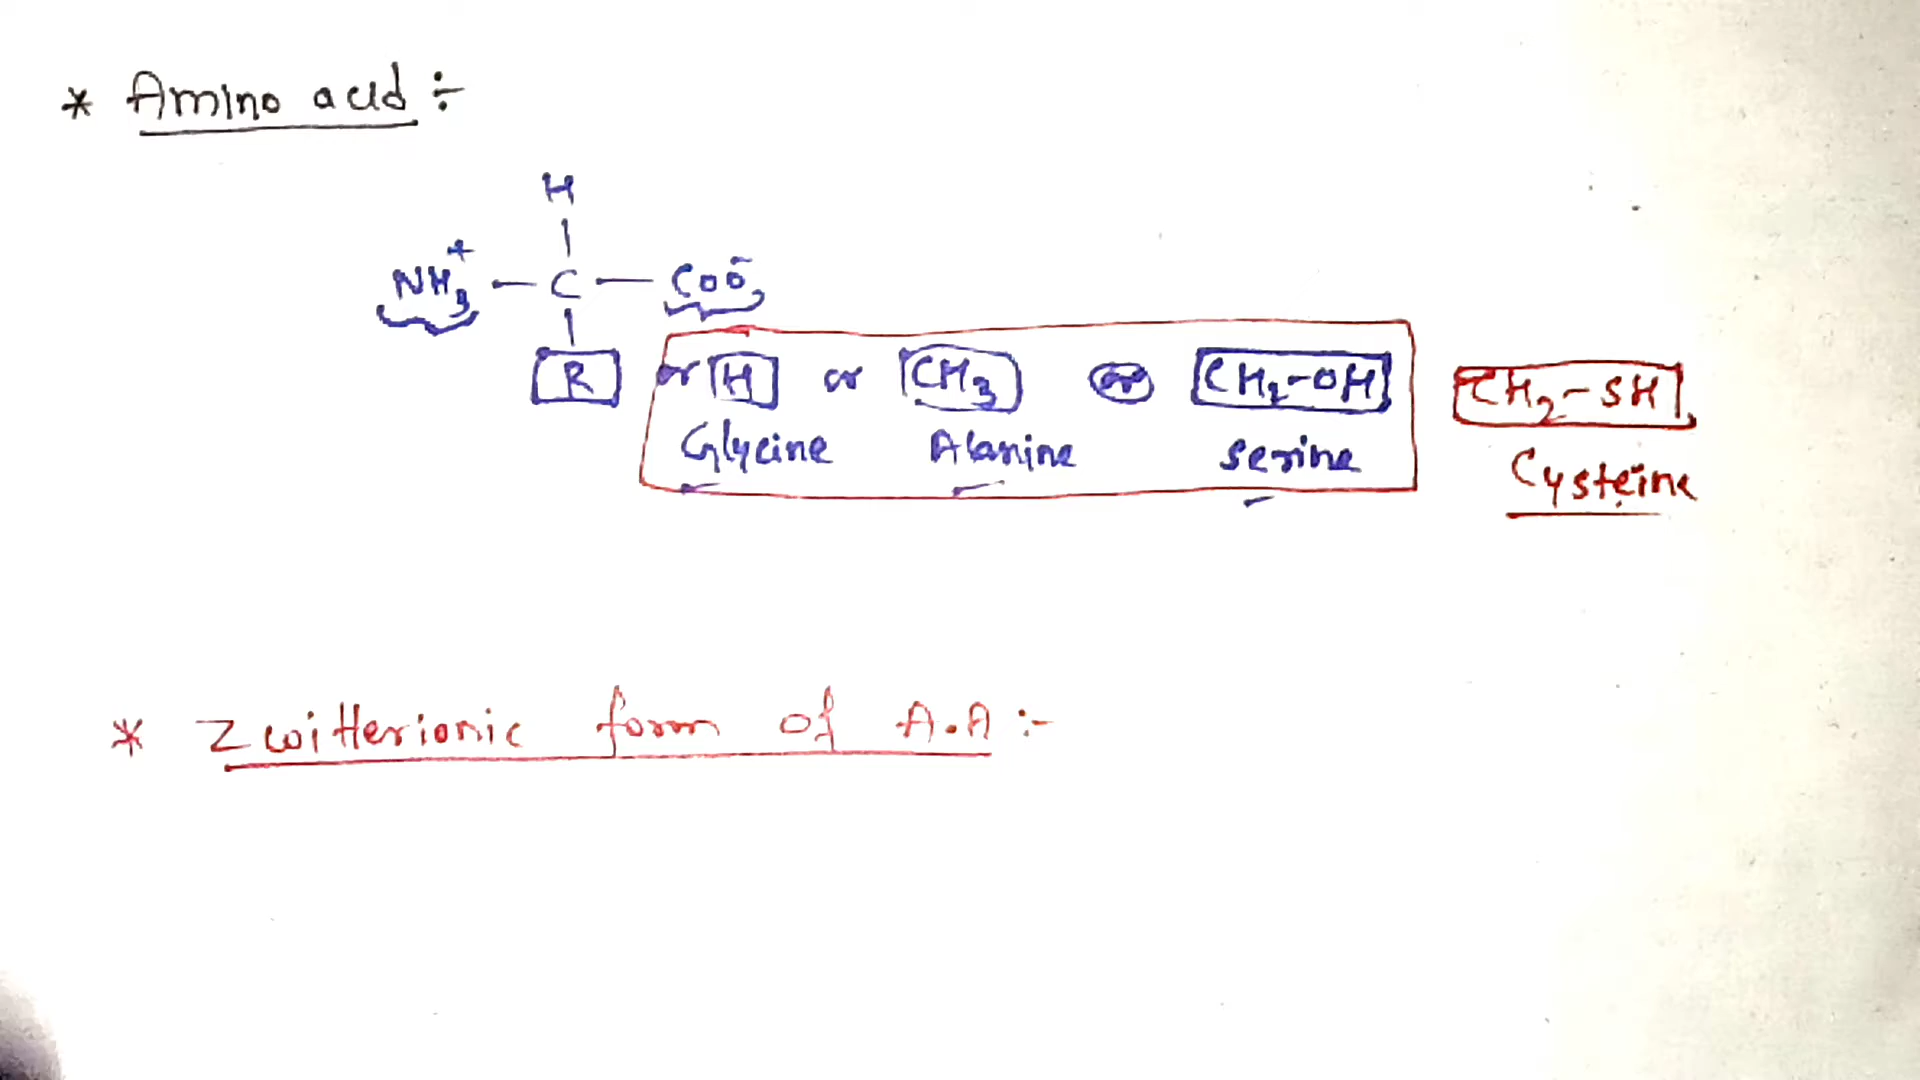 * Amino acid ÷
H
|
NH₃⁺ — C — COO⁻
|
R or H or CH₃ or CH₂-OH CH₂-SH
Glycine Alanine Serine Cysteine
* Zwitterionic form of A.A :-